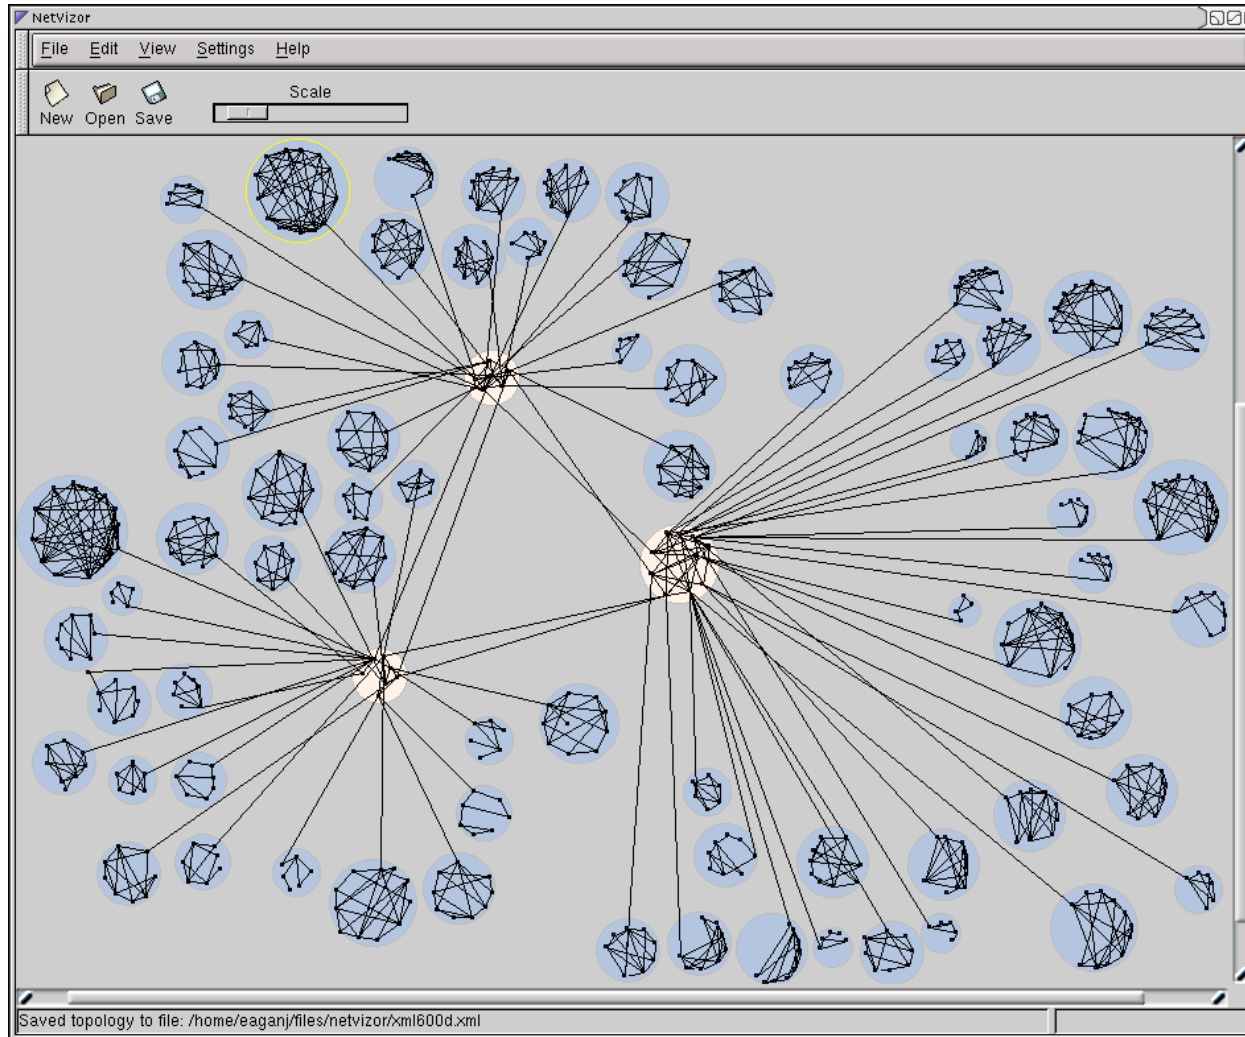 NetVizor
File Edit View Settings Help
Scale
New Open Save
Saved topology to file: /home/eaganj/files/netvizor/xml600d.xml